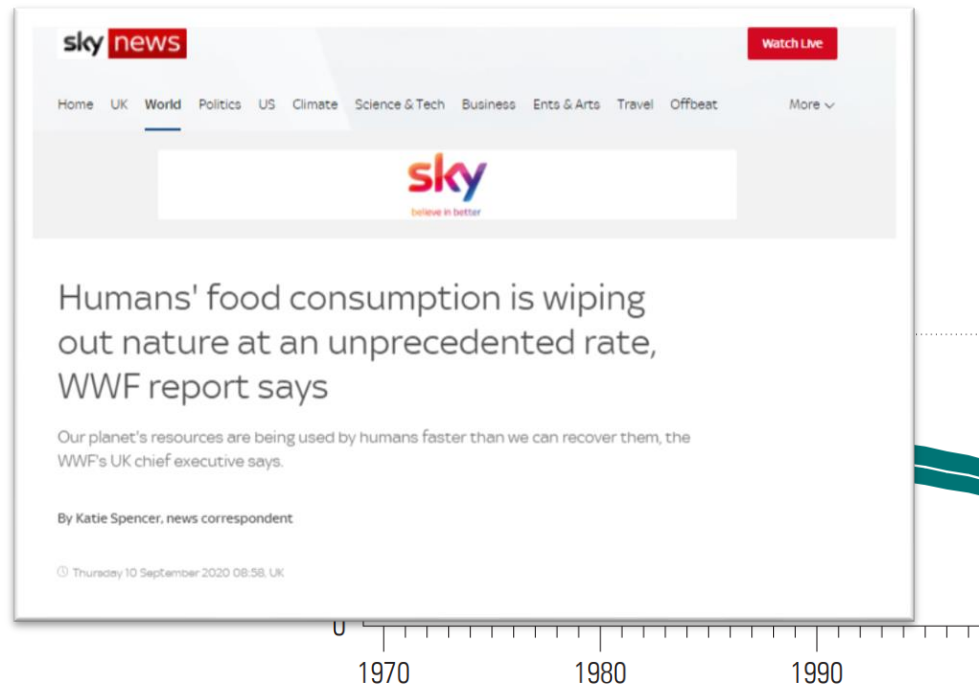 sky news
Watch Live
Home UK World Politics US Climate Science & Tech Business Ents & Arts Travel Offbeat More
sky
believe in better
Humans' food consumption is wiping
out nature at an unprecedented rate,
WWF report says
Our planet's resources are being used by humans faster than we can recover them, the
WWF's UK chief executive says.
By Katie Spencer, news correspondent
Thursday 10 September 2020 08:58, UK
0
1970 1980 1990